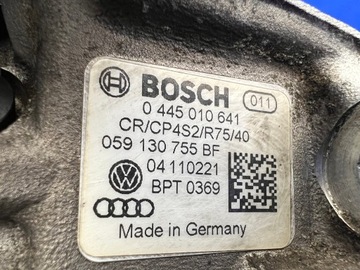 BOSCH 011
0 445 010 641
CR/CP4S2/R75/40
059 130 755 BF
04110221
BPT 0369
Made in Germany